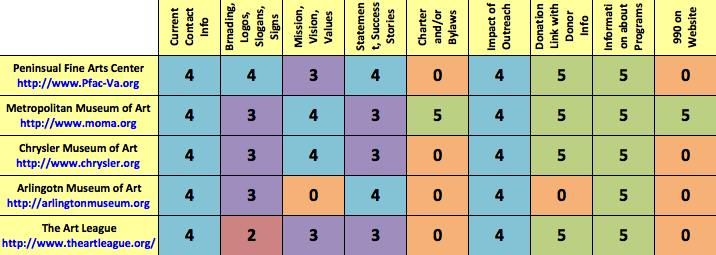 Current Contact Info
Brnading, Logos, Slogans, Signs
Mission, Vision, Values
Statement, Success Stories
Charter and/or Bylaws
Impact of Outreach
Donation Link with Donor Info
Information about Programs
990 on Website
Peninsual Fine Arts Center
http://www.Pfac-Va.org
4 4 3 4 0 4 5 5 0
Metropolitan Museum of Art
http://www.moma.org
4 3 4 3 5 4 5 5 5
Chrysler Museum of Art
http://www.chrysler.org
4 3 4 3 0 4 5 5 0
Arlingotn Museum of Art
http://arlingtonmuseum.org
4 3 0 4 0 4 0 5 0
The Art League
http://www.theartleague.org/
4 2 3 3 0 4 5 5 0